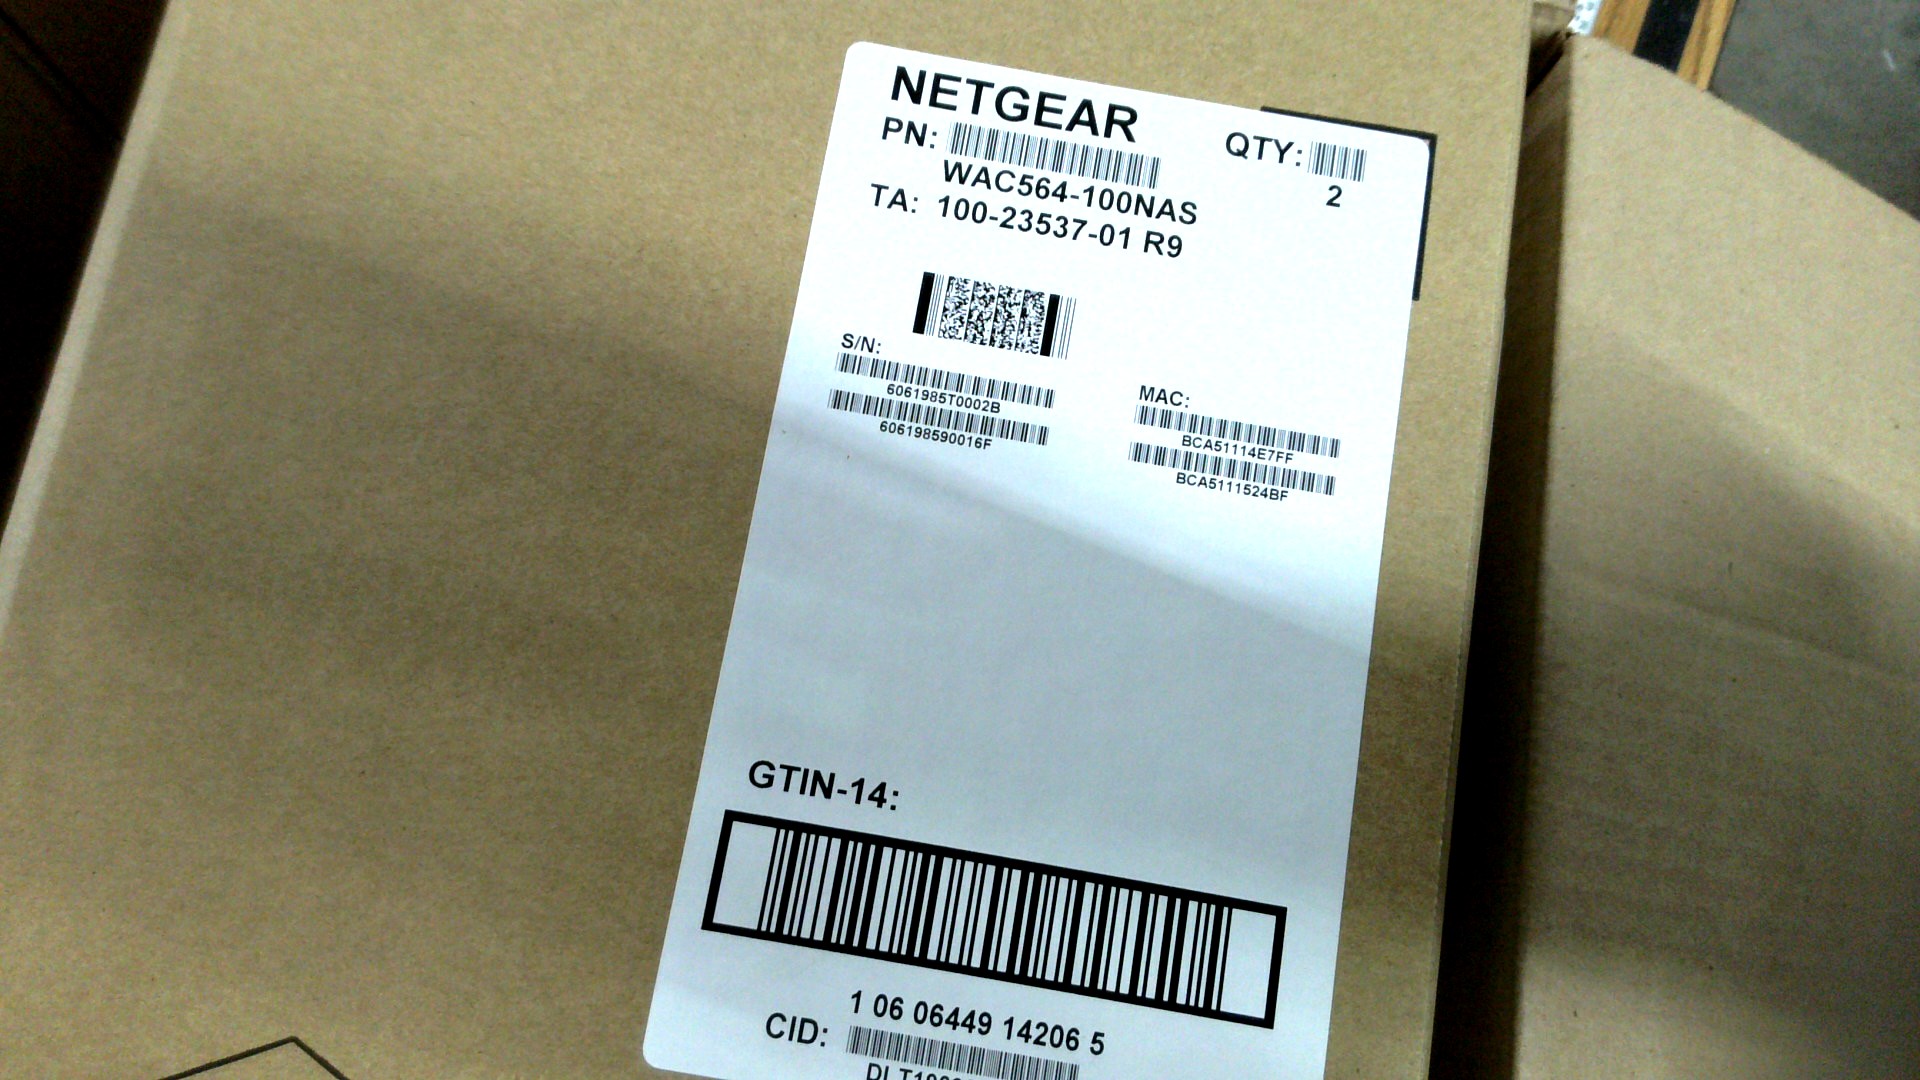 NETGEAR
PN:
WAC564-100NAS
QTY:
2
TA: 100-23537-01 R9
S/N:
6061985T0002B
606198590016F
MAC:
BCA51114E7FF
BCA5111524BF
GTIN-14:
1 06 06449 14206 5
CID: